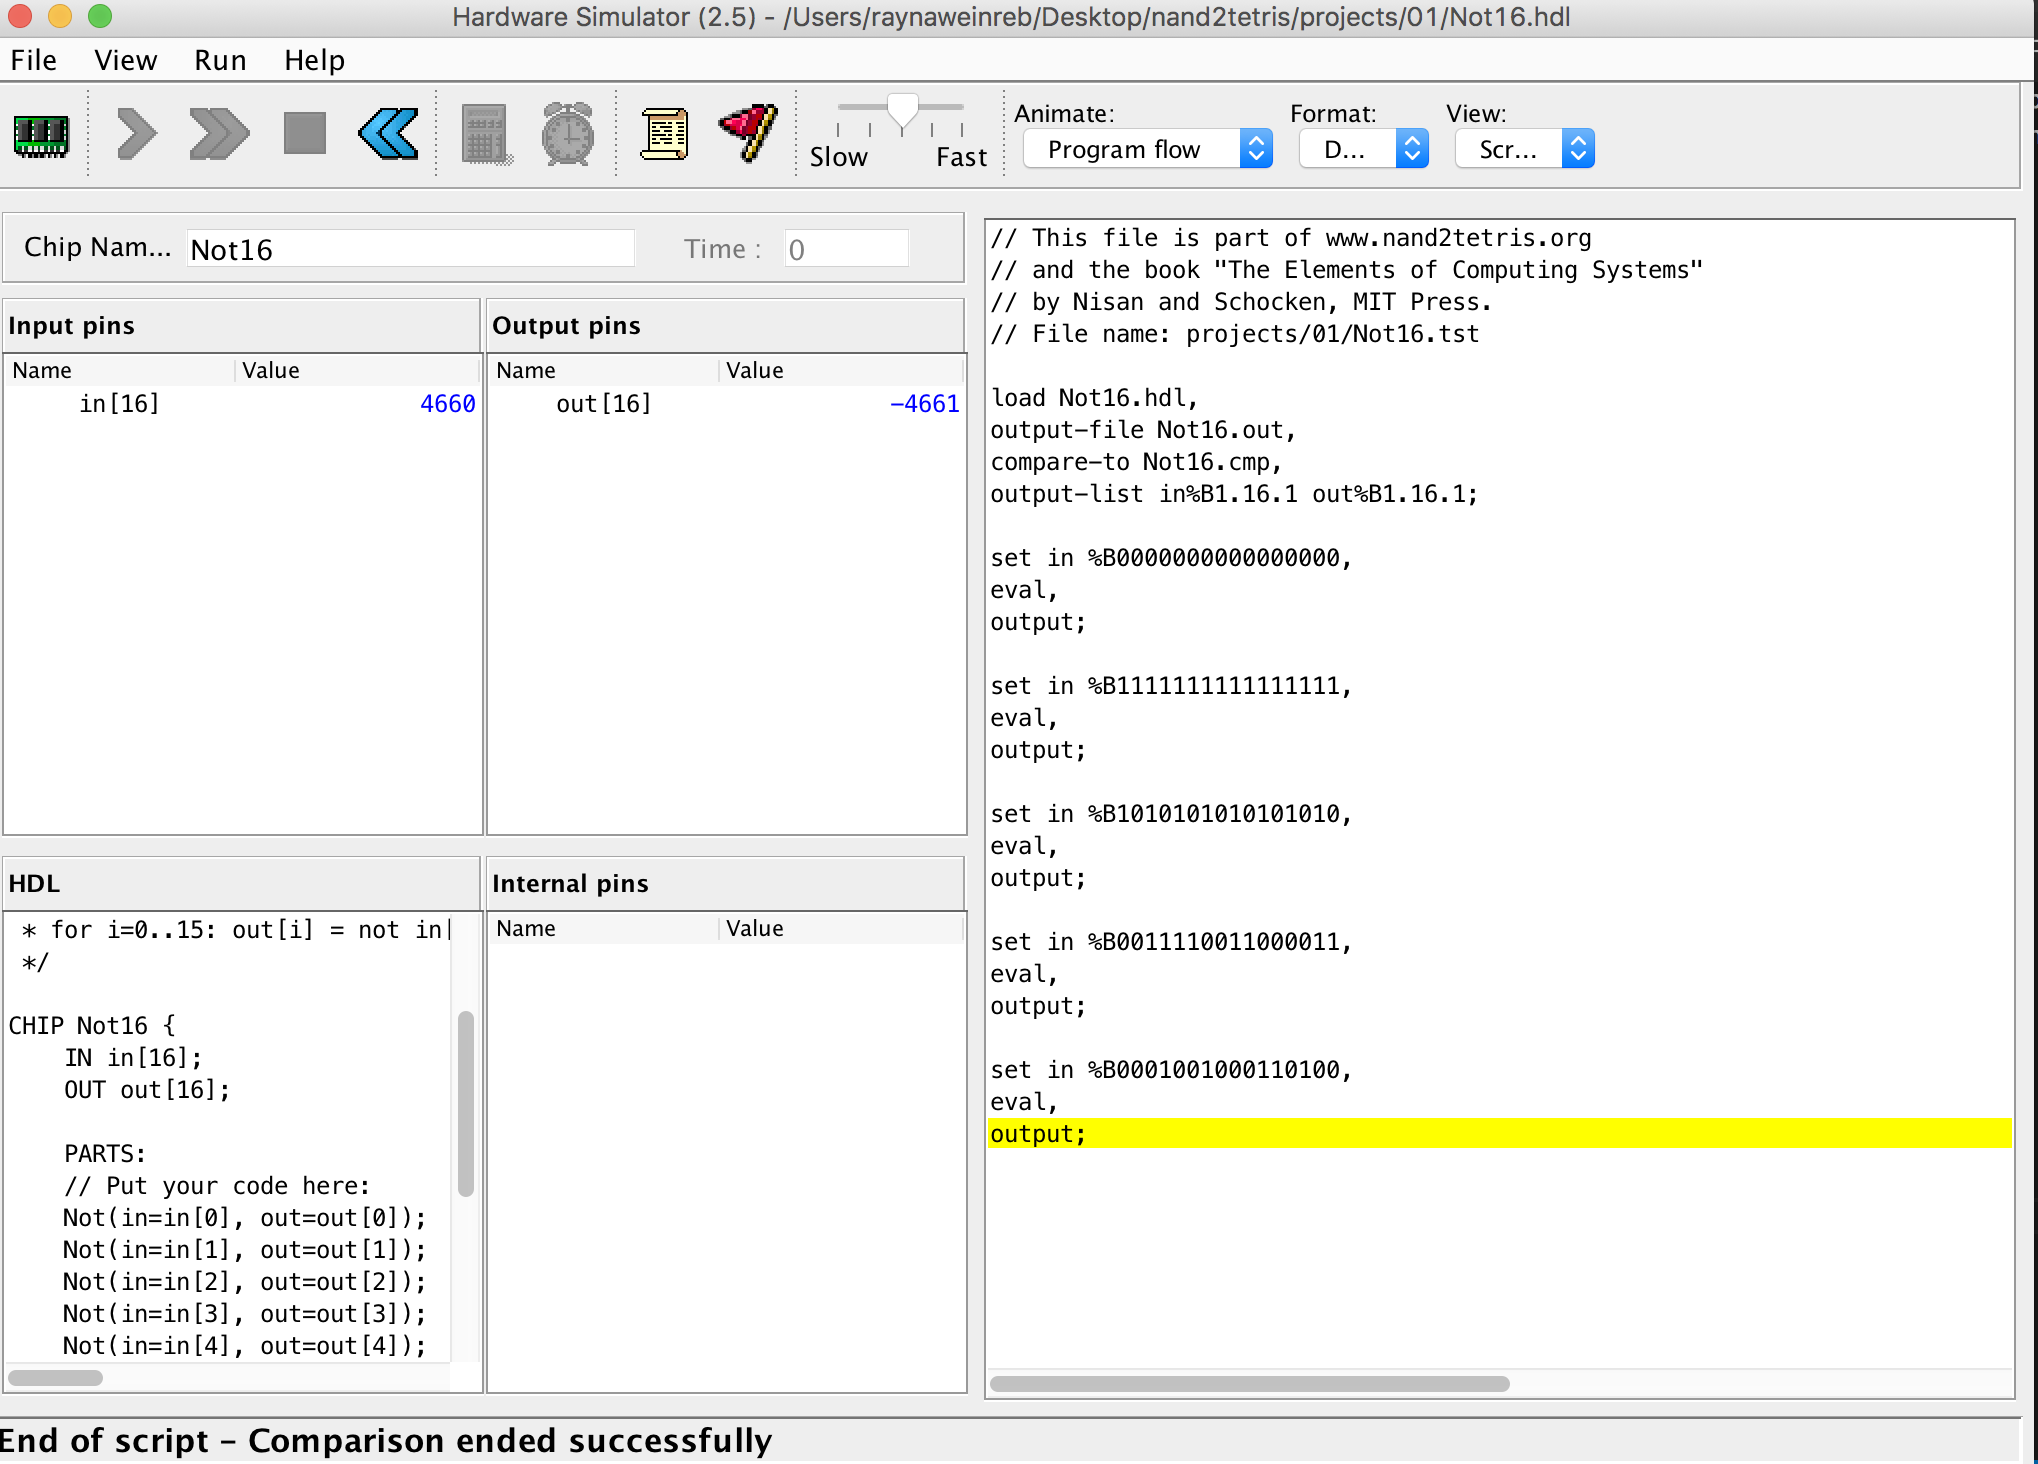 Hardware Simulator (2.5) - /Users/raynaweinreb/Desktop/nand2tetris/projects/01/Not16.hdl
File View Run Help
Animate: Format: View:
Slow Fast Program flow D... Scr...
Chip Nam... Not16 Time : 0
Input pins
Name Value
in[16] 4660
Output pins
Name Value
out[16] -4661
HDL
* for i=0..15: out[i] = not in[
*/
CHIP Not16 {
IN in[16];
OUT out[16];
PARTS:
// Put your code here:
Not(in=in[0], out=out[0]);
Not(in=in[1], out=out[1]);
Not(in=in[2], out=out[2]);
Not(in=in[3], out=out[3]);
Not(in=in[4], out=out[4]);
Internal pins
Name Value
// This file is part of www.nand2tetris.org
// and the book "The Elements of Computing Systems"
// by Nisan and Schocken, MIT Press.
// File name: projects/01/Not16.tst
load Not16.hdl,
output-file Not16.out,
compare-to Not16.cmp,
output-list in%B1.16.1 out%B1.16.1;
set in %B0000000000000000,
eval,
output;
set in %B1111111111111111,
eval,
output;
set in %B1010101010101010,
eval,
output;
set in %B0011110011000011,
eval,
output;
set in %B0001001000110100,
eval,
output;
End of script - Comparison ended successfully